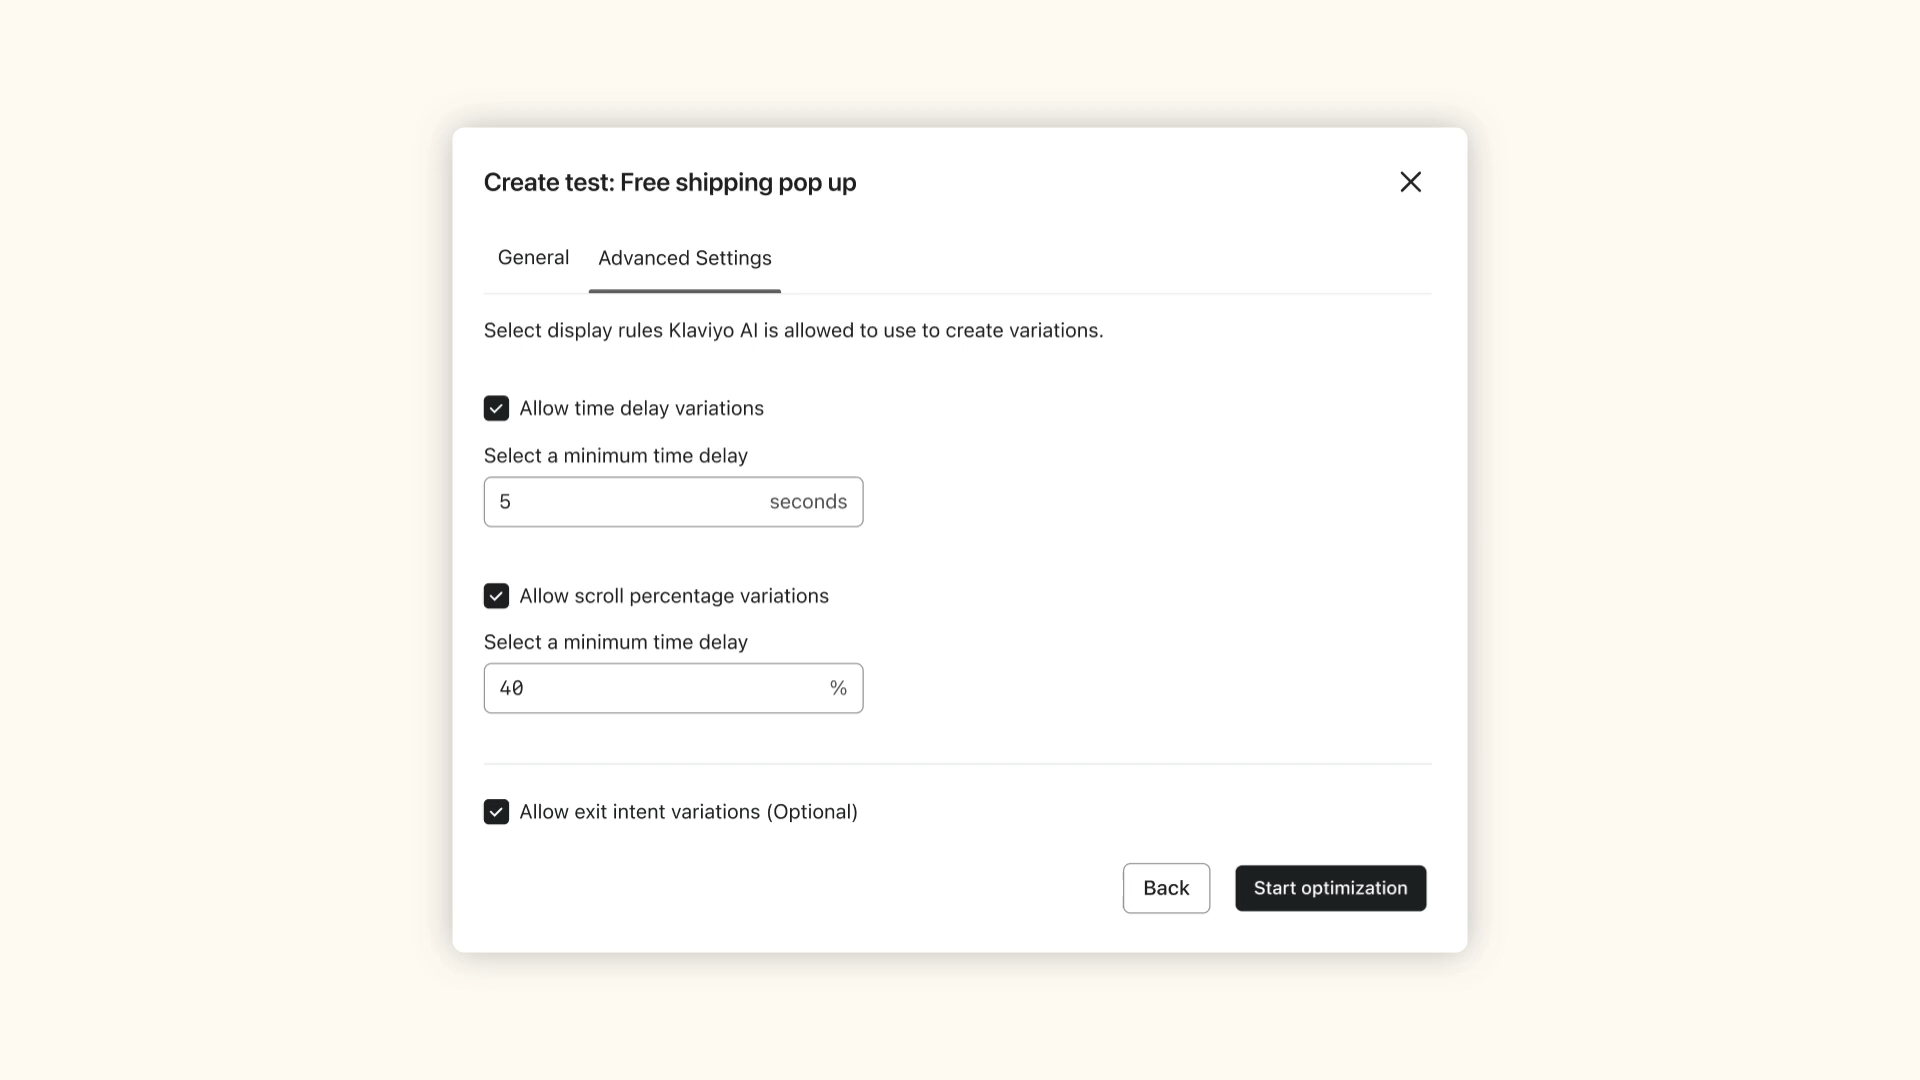 Create test: Free shipping pop up
General
Advanced Settings
Select display rules Klaviyo AI is allowed to use to create variations.
Allow time delay variations
Select a minimum time delay
5 seconds
Allow scroll percentage variations
Select a minimum time delay
40 %
Allow exit intent variations (Optional)
Back
Start optimization